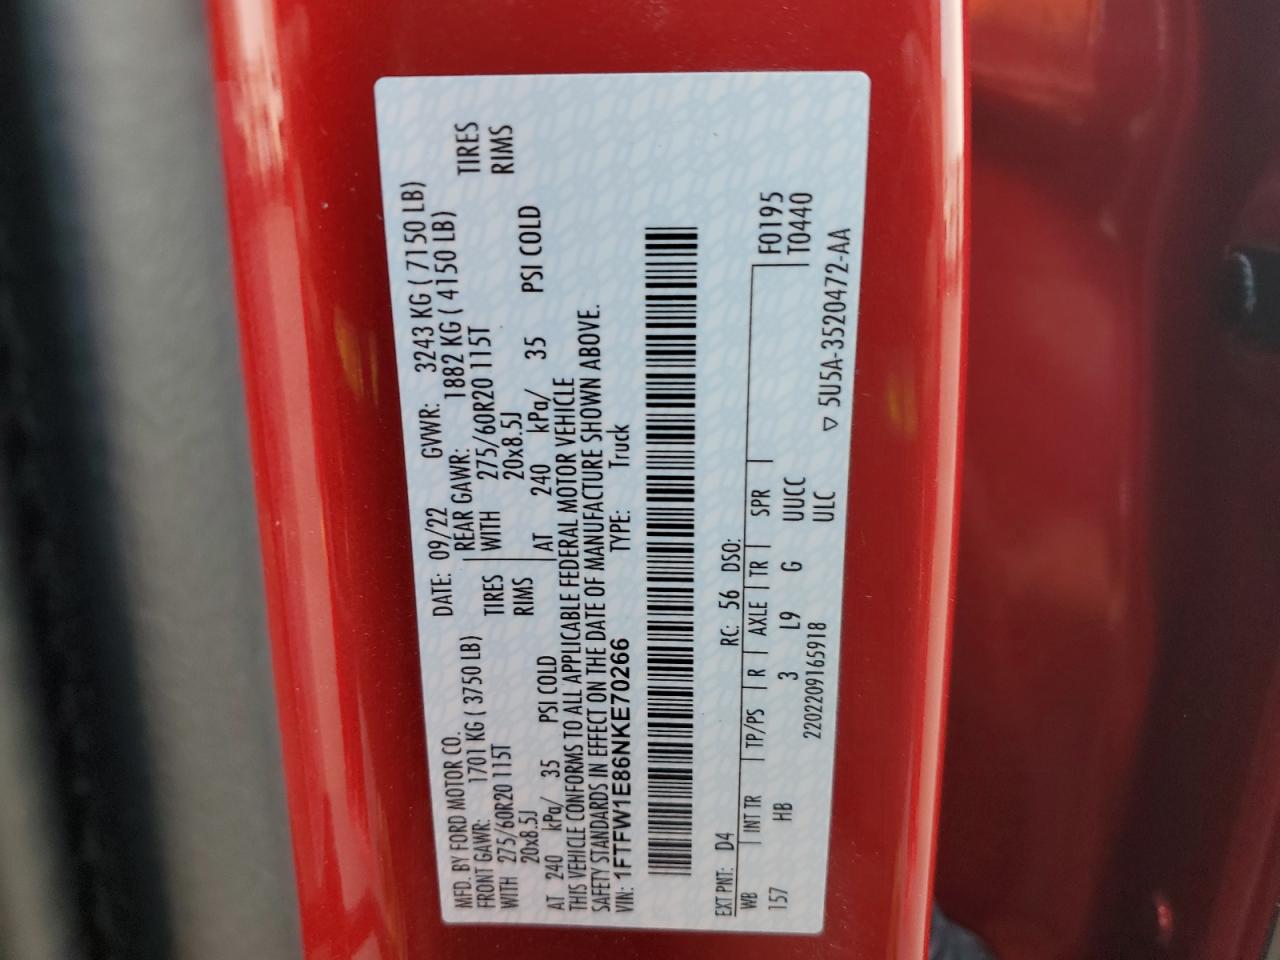 MFD. BY FORD MOTOR CO.
DATE: 09/22 GVWR: 3243 KG ( 7150 LB)
FRONT GAWR: 1701 KG ( 3750 LB) REAR GAWR: 1882 KG ( 4150 LB)
WITH 275/60R20 115T TIRES WITH 275/60R20 115T TIRES
20x8.5J RIMS 20x8.5J RIMS
AT 240 kPa/ 35 PSI COLD AT 240 kPa/ 35 PSI COLD
THIS VEHICLE CONFORMS TO ALL APPLICABLE FEDERAL MOTOR VEHICLE
SAFETY STANDARDS IN EFFECT ON THE DATE OF MANUFACTURE SHOWN ABOVE.
VIN: 1FTFW1E86NKE70266 TYPE: Truck
EXT PNT: D4 RC: 56 DSO:
WB INT TR TP/PS R AXLE TR SPR F0195
157 HB 3 L9 G UUCC T0440
2202209165918 ULC ▽ 5U5A-3520472-AA